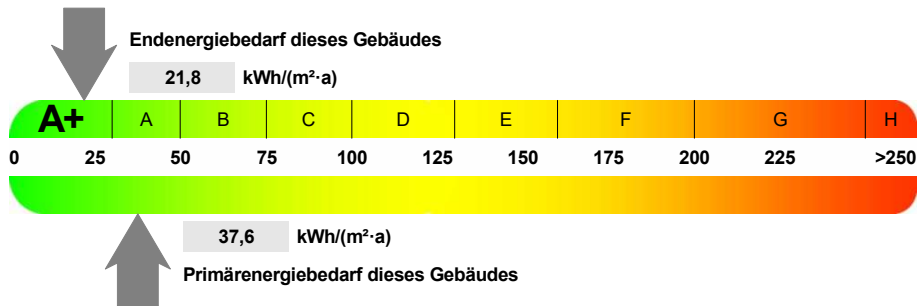 Endenergiebedarf dieses Gebäudes
21,8 kWh/(m²·a)
A+ A B C D E F G H
0 25 50 75 100 125 150 175 200 225 >250
37,6 kWh/(m²·a)
Primärenergiebedarf dieses Gebäudes